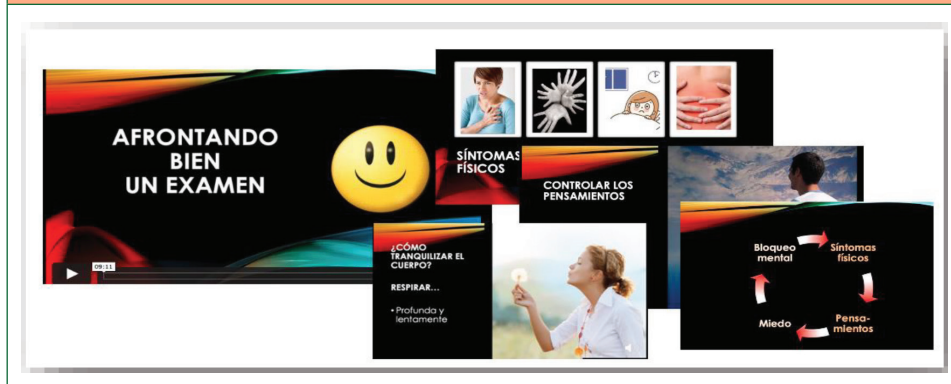 AFRONTANDO
BIEN
UN EXAMEN
09:11
SÍNTOMAS
FÍSICOS
CONTROLAR LOS
PENSAMIENTOS
¿CÓMO
TRANQUILIZAR EL
CUERPO?
RESPIRAR...
• Profunda y
lentamente
Bloqueo
mental
Síntomas
físicos
Pensa-
mientos
Miedo